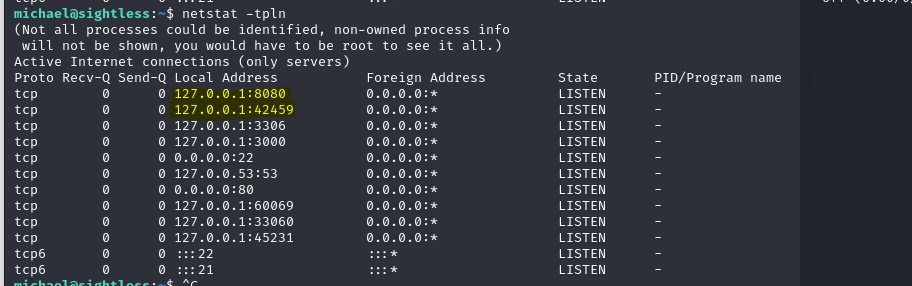 michael@sightless:~$ netstat -tpln
(Not all processes could be identified, non-owned process info
 will not be shown, you would have to be root to see it all.)
Active Internet connections (only servers)
Proto Recv-Q Send-Q Local Address           Foreign Address         State       PID/Program name
tcp        0      0 127.0.0.1:8080          0.0.0.0:*               LISTEN      -
tcp        0      0 127.0.0.1:42459         0.0.0.0:*               LISTEN      -
tcp        0      0 127.0.0.1:3306          0.0.0.0:*               LISTEN      -
tcp        0      0 127.0.0.1:3000          0.0.0.0:*               LISTEN      -
tcp        0      0 0.0.0.0:22              0.0.0.0:*               LISTEN      -
tcp        0      0 127.0.0.53:53           0.0.0.0:*               LISTEN      -
tcp        0      0 0.0.0.0:80              0.0.0.0:*               LISTEN      -
tcp        0      0 127.0.0.1:60069         0.0.0.0:*               LISTEN      -
tcp        0      0 127.0.0.1:33060         0.0.0.0:*               LISTEN      -
tcp        0      0 127.0.0.1:45231         0.0.0.0:*               LISTEN      -
tcp6       0      0 :::22                   :::*                    LISTEN      -
tcp6       0      0 :::21                   :::*                    LISTEN      -
michael@sightless:~$ ^C